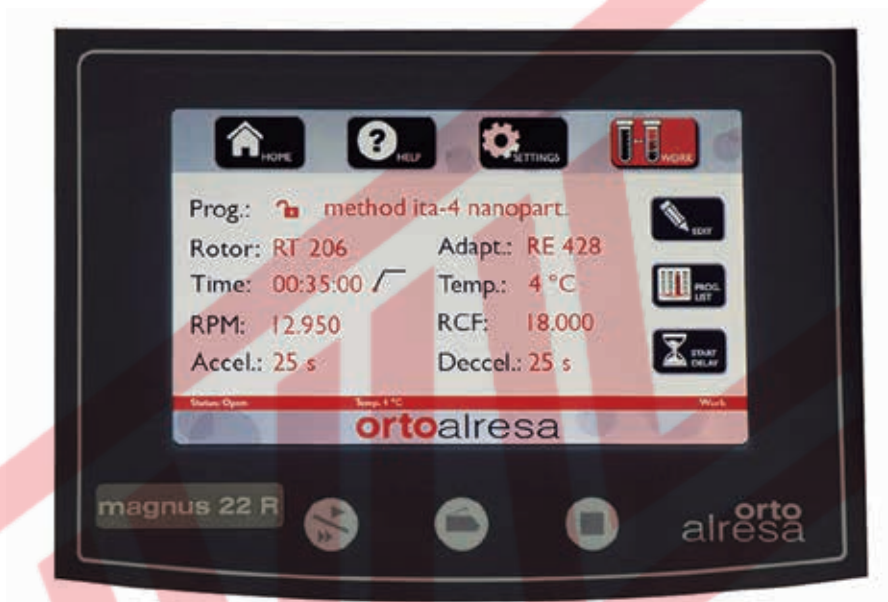 HOME HELP SETTINGS WORK
Prog.: method ita-4 nanopart.
EDIT
Rotor: RT 206 Adapt.: RE 428
Time: 00:35:00 Temp.: 4 °C
PROG.
LIST
RPM: 12.950 RCF: 18.000
START
DELAY
Accel.: 25 s Deccel.: 25 s
Status: Open Temp. 4 °C Work
ortoalresa
magnus 22 R
orto
alresa